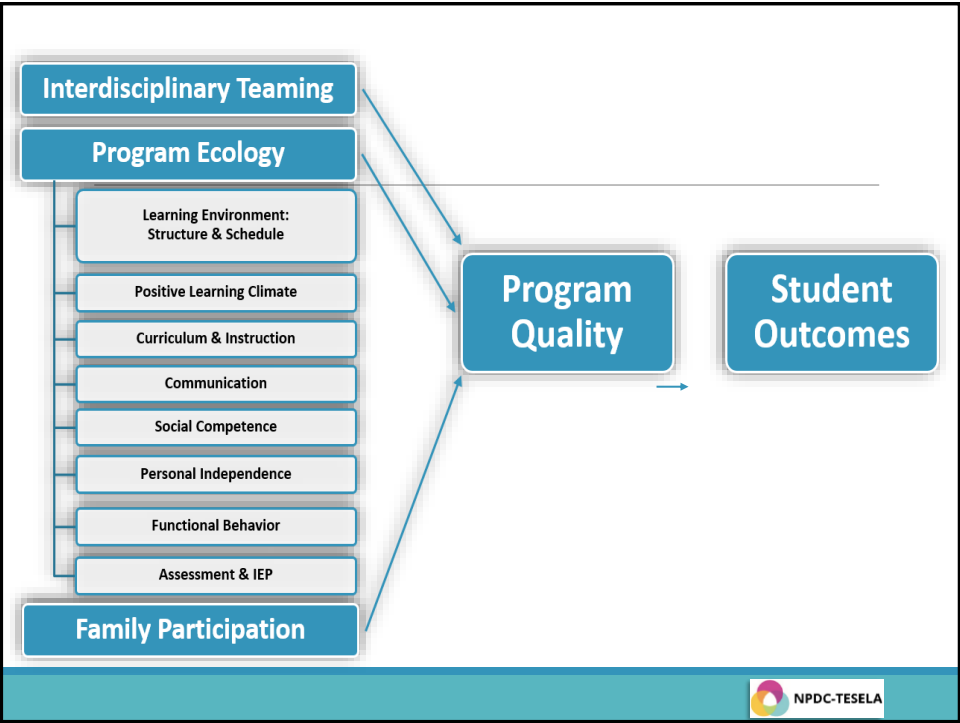 Interdisciplinary Teaming
Program Ecology
Learning Environment:
Structure & Schedule
Positive Learning Climate
Curriculum & Instruction
Communication
Social Competence
Personal Independence
Functional Behavior
Assessment & IEP
Family Participation
Program
Quality
Student
Outcomes
NPDC-TESELA